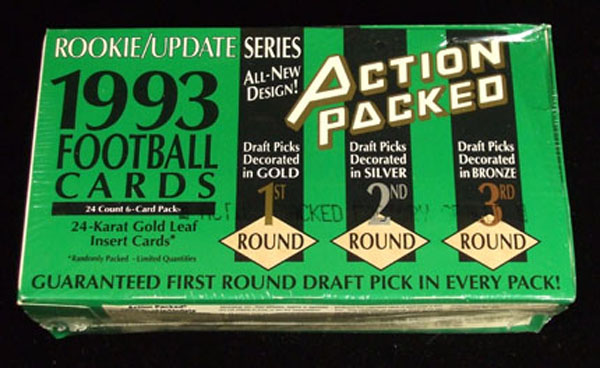 ROOKIE/UPDATE SERIES
1993
FOOTBALL
CARDS
24 Count 6-Card Packs
24-Karat Gold Leaf
Insert Cards*
*Randomly Packed - Limited Quantities
ALL-NEW
DESIGN!
ACTION
PACKED
Draft Picks
Decorated
in GOLD
1ST
ROUND
Draft Picks
Decorated
in SILVER
2ND
ROUND
Draft Picks
Decorated
in BRONZE
3RD
ROUND
GUARANTEED FIRST ROUND DRAFT PICK IN EVERY PACK!